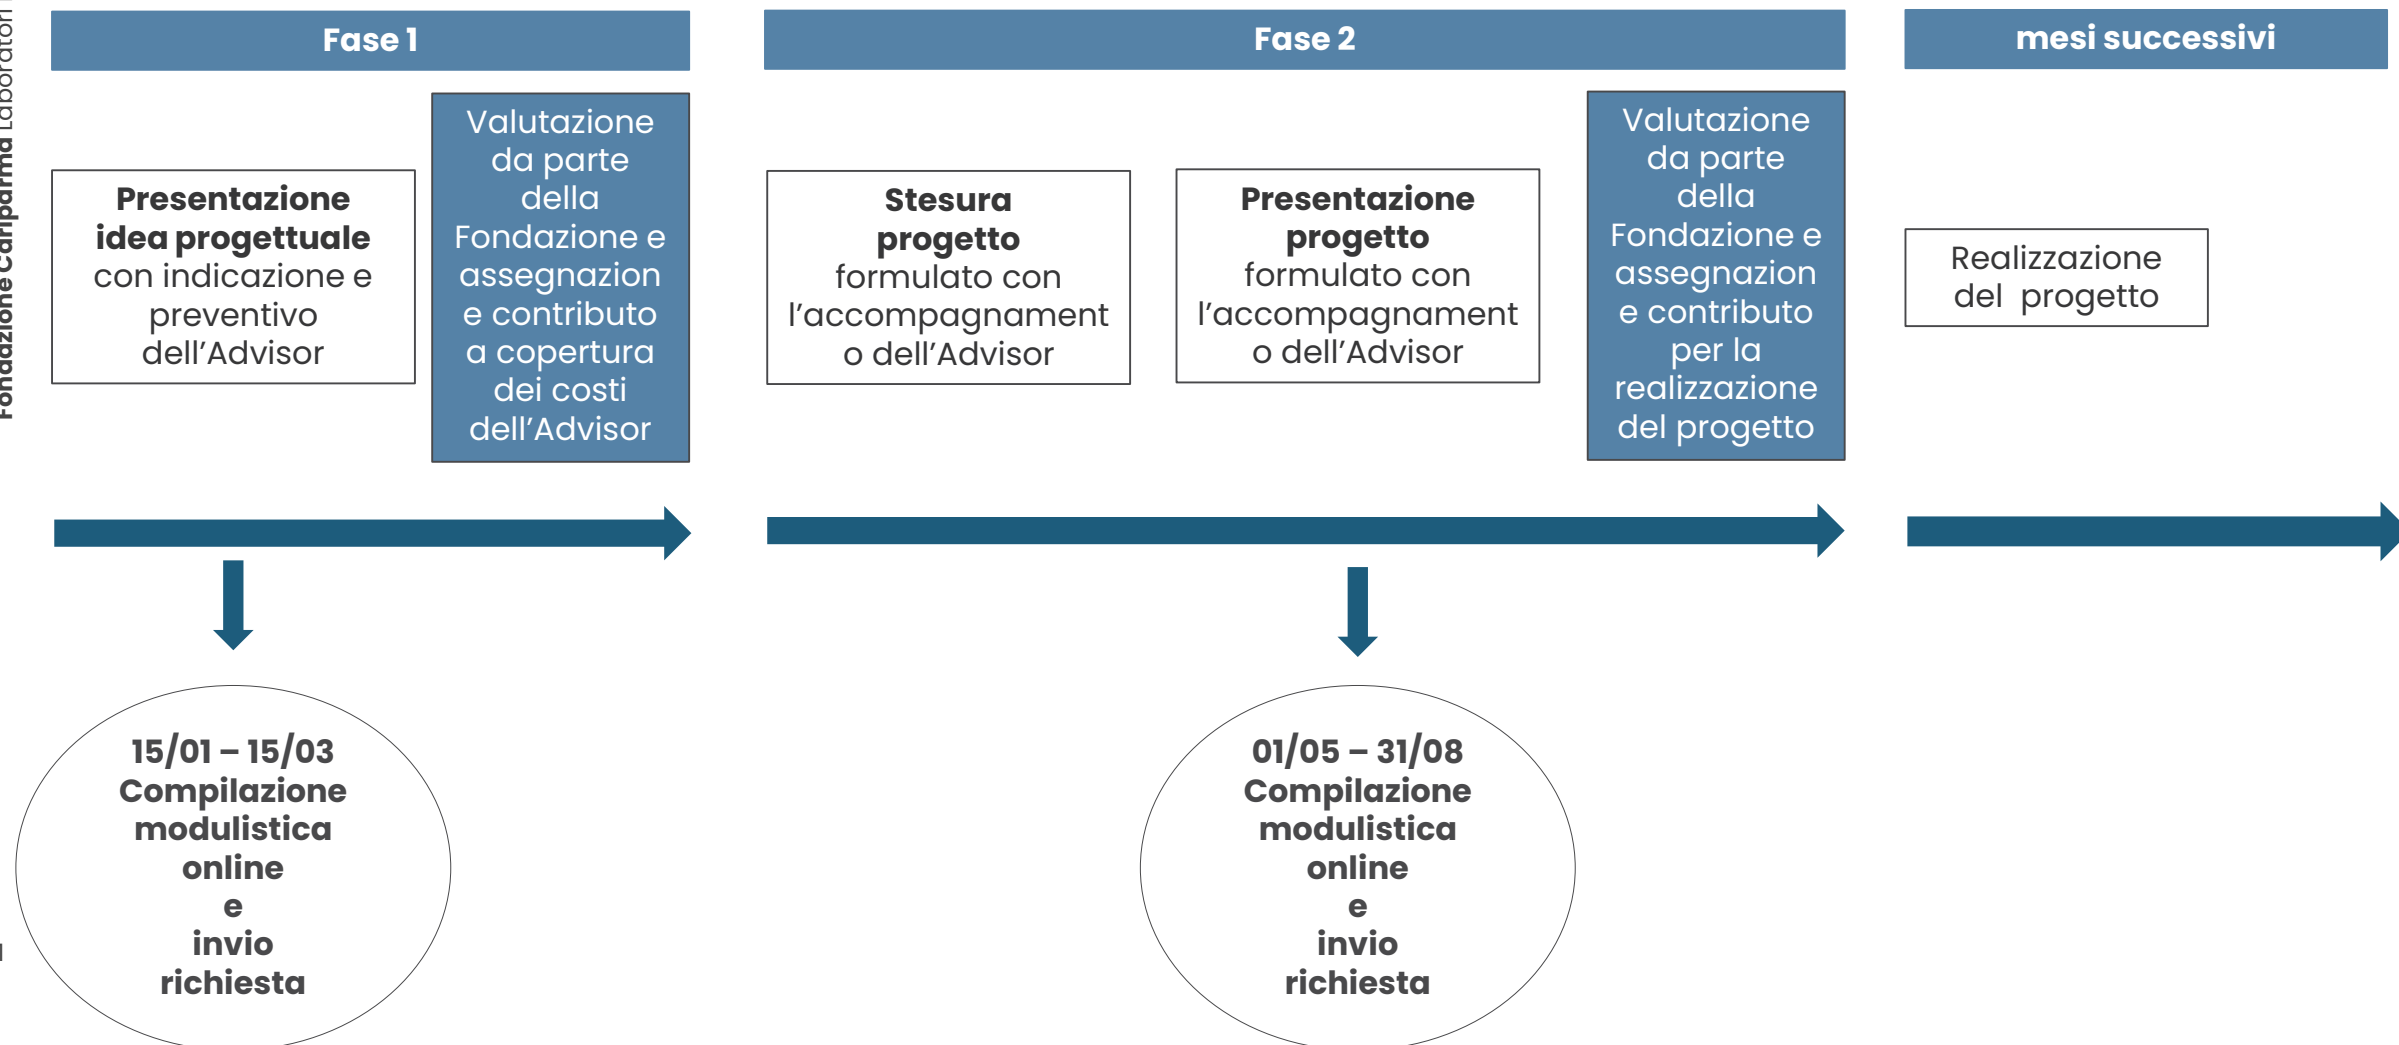 Fondazione Cariparma Laboratori
Fase 1
Valutazione
da parte
della
Fondazione e
assegnazion
e contributo
a copertura
dei costi
dell'Advisor
Presentazione
idea progettuale
con indicazione e
preventivo
dell'Advisor
15/01 – 15/03
Compilazione
modulistica
online
e
invio
richiesta
Fase 2
Stesura
progetto
formulato con
l'accompagnament
o dell'Advisor
Presentazione
progetto
formulato con
l'accompagnament
o dell'Advisor
Valutazione
da parte
della
Fondazione e
assegnazion
e contributo
per la
realizzazione
del progetto
01/05 – 31/08
Compilazione
modulistica
online
e
invio
richiesta
mesi successivi
Realizzazione
del progetto